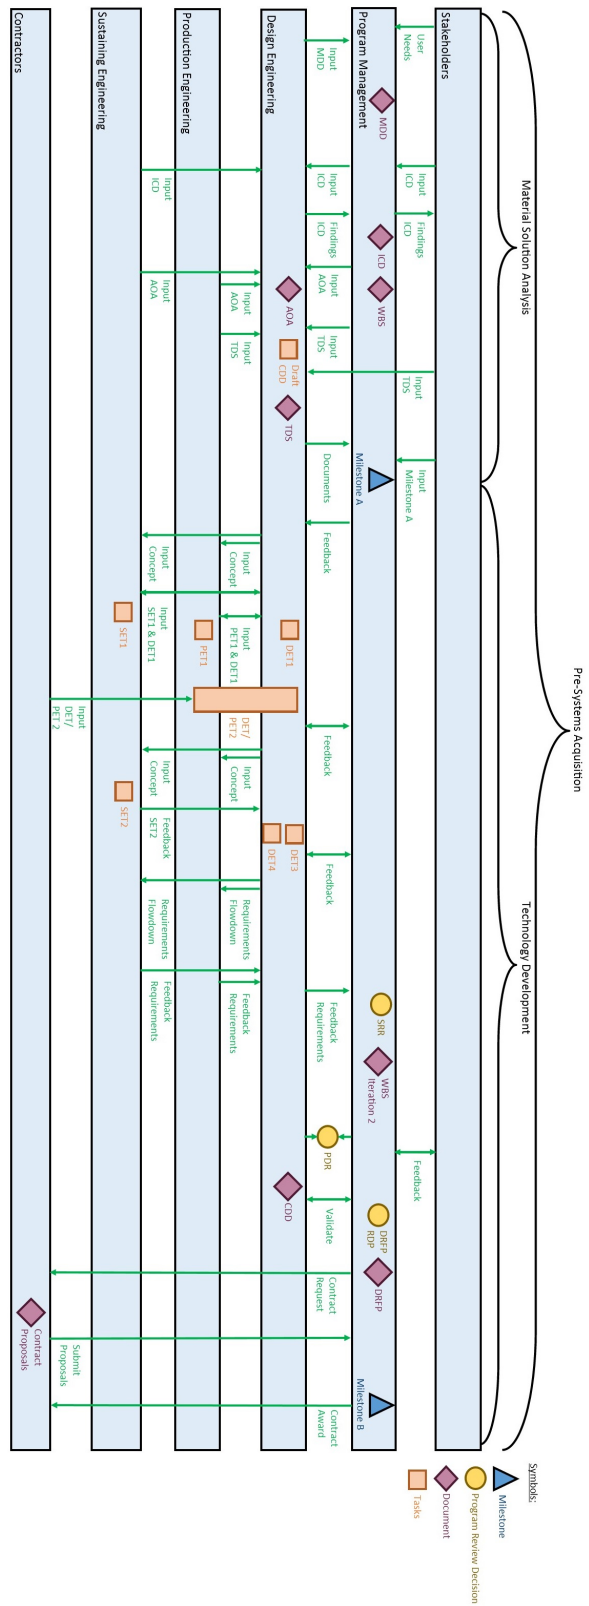 Pre-Systems Acquisition
Material Solution Analysis
Technology Development
Stakeholders
User
Needs
Input
ICD
Findings
ICD
Input
TDS
Input
Milestone A
Feedback
Program Management
MDD
ICD
WBS
Milestone A
SRR
WBS
Iteration 2
DRFP
RDP
DRFP
Milestone B
Input
MDD
Input
ICD
Findings
ICD
Input
AOA
Input
TDS
Documents
Feedback
Feedback
Feedback
Feedback
Requirements
PDR
Validate
Contract
Request
Contract
Award
Design Engineering
AOA
Draft
CDD
TDS
DET1
DET/
PET2
DET3
DET4
CDD
Input
AOA
Input
TDS
Input
Concept
Input
PET1 & DET1
Input
Concept
Requirements
Flowdown
Feedback
Requirements
Production Engineering
PET1
Input
ICD
Input
AOA
Input
Concept
Input
SET1 & DET1
Input
Concept
Feedback
SET2
Requirements
Flowdown
Feedback
Requirements
Sustaining Engineering
SET1
SET2
Input
DET/
PET 2
Submit
Proposals
Contractors
Contract
Proposals
Symbols:
Milestone
Program Review Decision
Document
Tasks